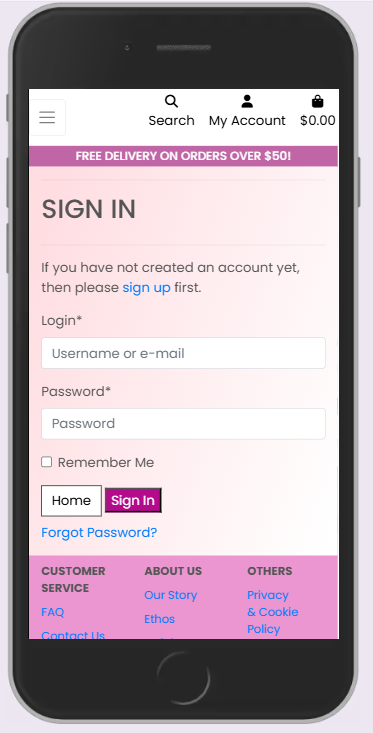 Search My Account $0.00
FREE DELIVERY ON ORDERS OVER $50!
SIGN IN
If you have not created an account yet,
then please sign up first.
Login*
Username or e-mail
Password*
Password
Remember Me
Home Sign In
Forgot Password?
CUSTOMER
SERVICE
FAQ
Contact Us
ABOUT US
Our Story
Ethos
OTHERS
Privacy
& Cookie
Policy